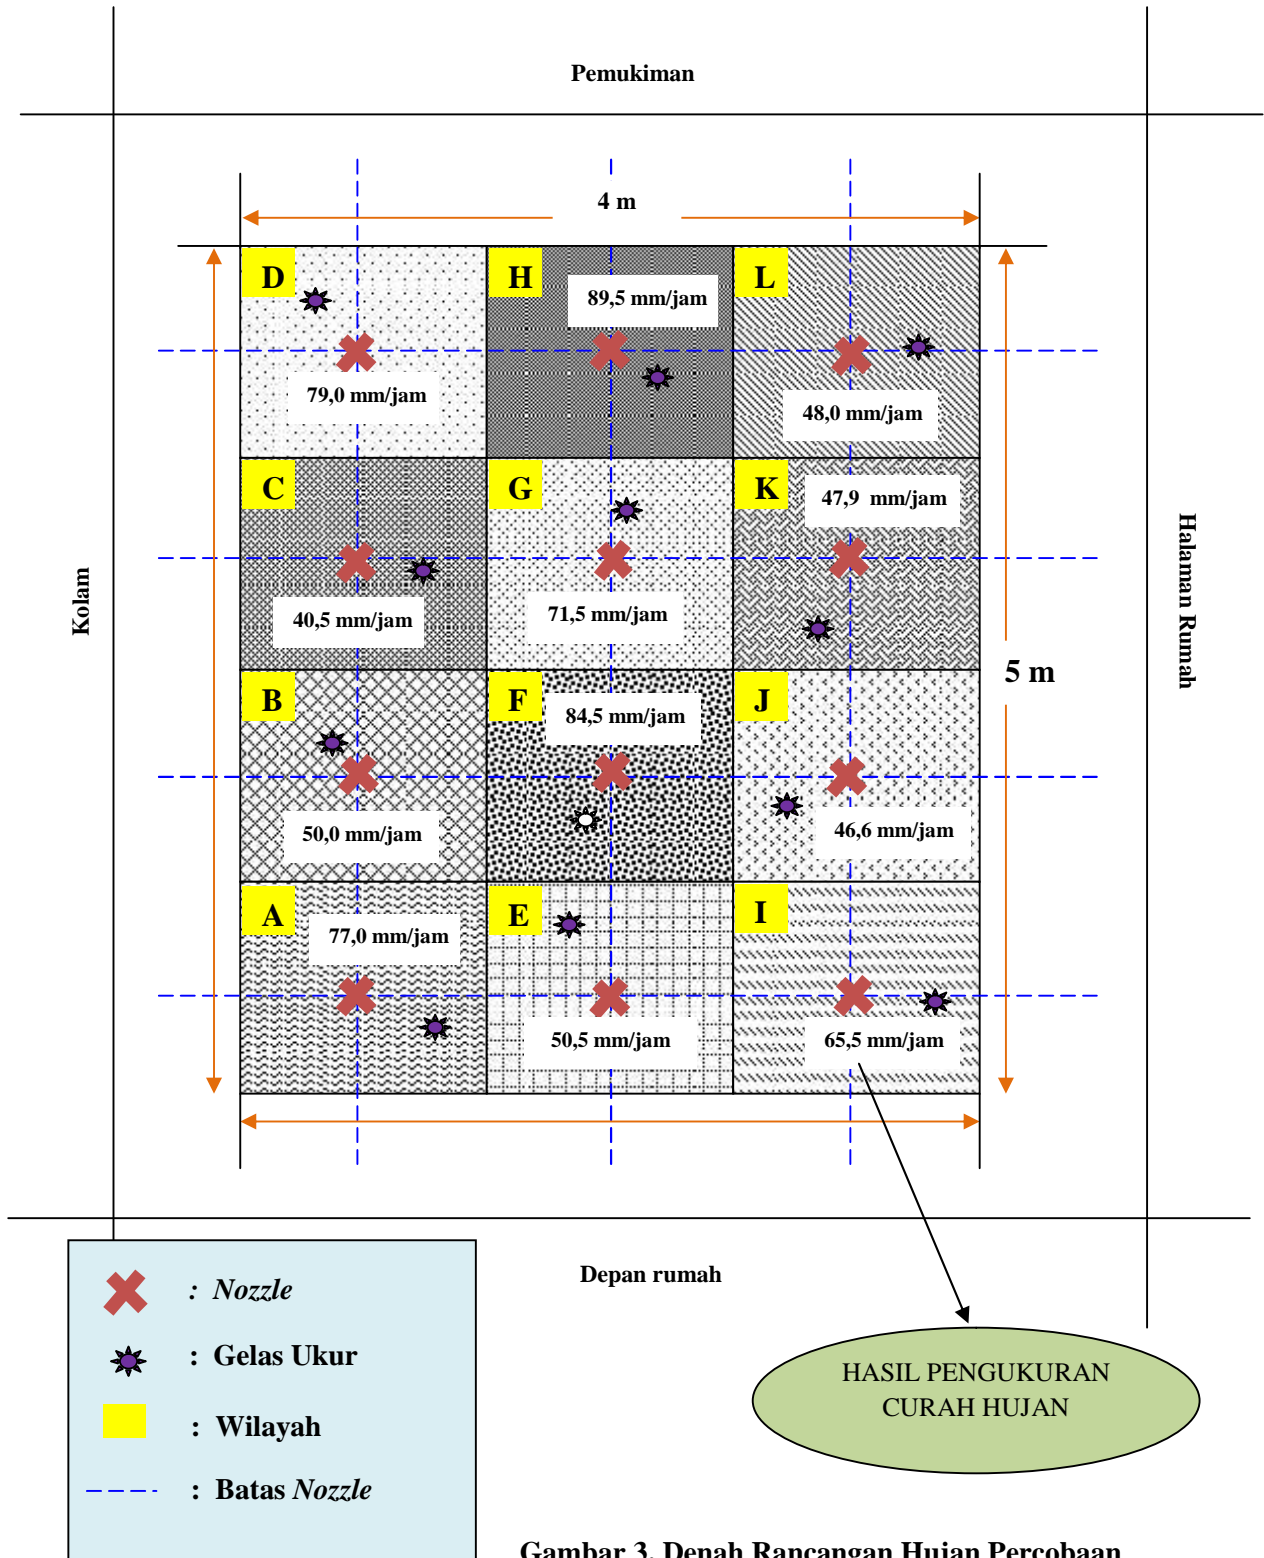 Pemukiman
4 m
D
H
L
89,5 mm/jam
79,0 mm/jam
48,0 mm/jam
C
G
K
47,9 mm/jam
40,5 mm/jam
71,5 mm/jam
Kolam
Halaman Rumah
5 m
B
F
J
84,5 mm/jam
50,0 mm/jam
46,6 mm/jam
A
E
I
77,0 mm/jam
50,5 mm/jam
65,5 mm/jam
Depan rumah
: Nozzle
: Gelas Ukur
: Wilayah
: Batas Nozzle
HASIL PENGUKURAN
CURAH HUJAN
Gambar 3. Denah Rancangan Hujan Percobaan